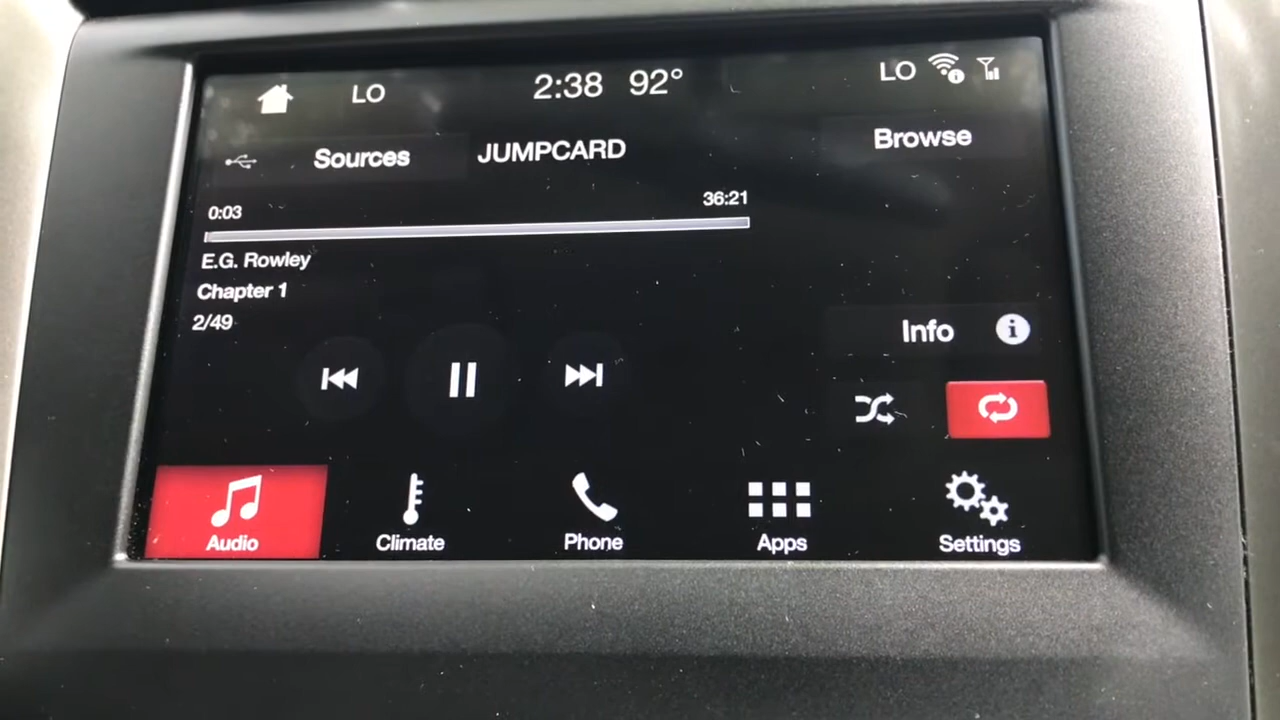 LO 2:38 92° LO
Sources JUMPCARD Browse
0:03 36:21
E.G. Rowley
Chapter 1
2/49
Info
Audio Climate Phone Apps Settings